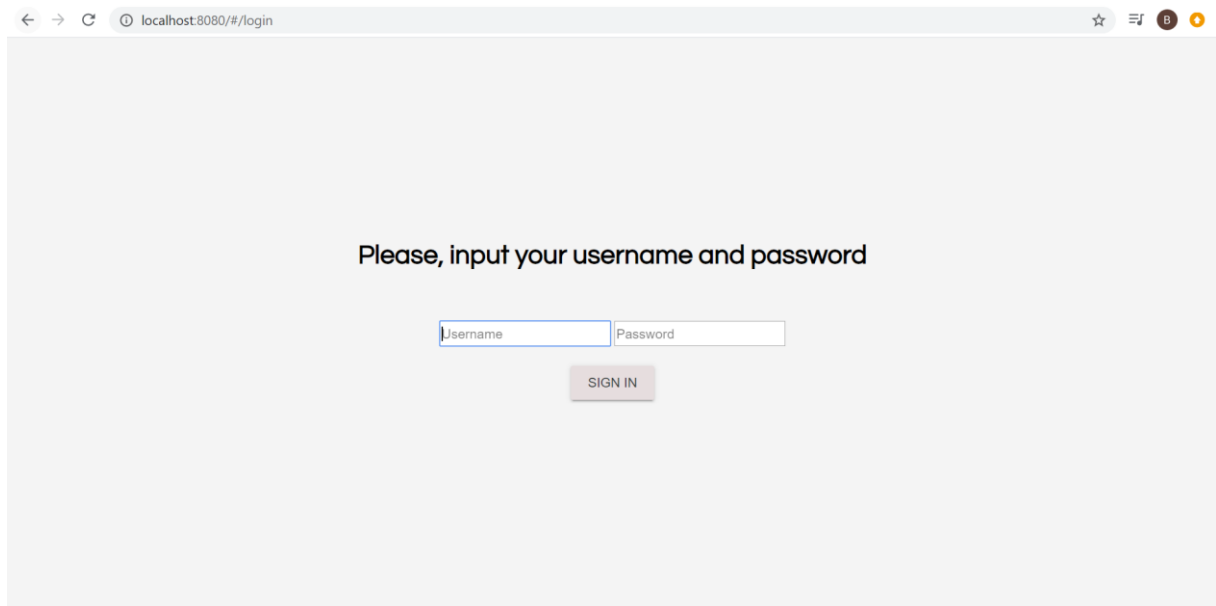 localhost:8080/#/login
B
Please, input your username and password
Username Password
SIGN IN